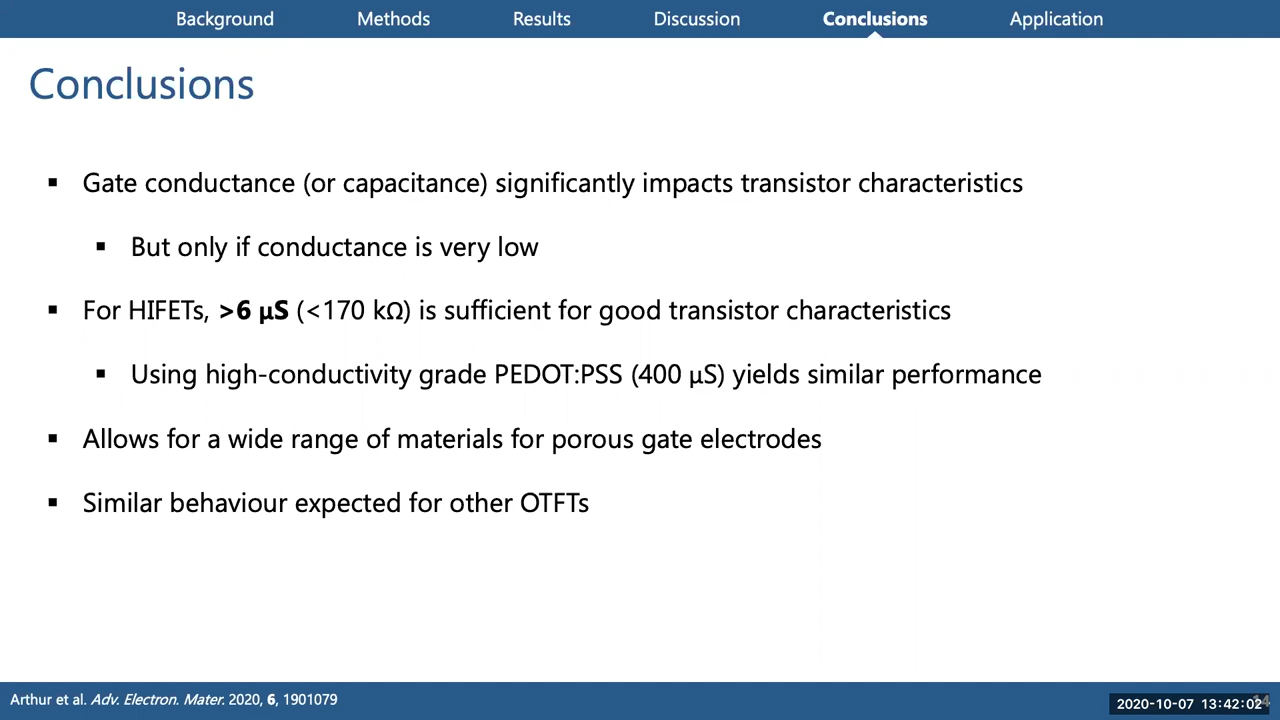 Background Methods Results Discussion Conclusions Application
Conclusions
▪ Gate conductance (or capacitance) significantly impacts transistor characteristics
▪ But only if conductance is very low
▪ For HIFETs, >6 µS (<170 kΩ) is sufficient for good transistor characteristics
▪ Using high-conductivity grade PEDOT:PSS (400 µS) yields similar performance
▪ Allows for a wide range of materials for porous gate electrodes
▪ Similar behaviour expected for other OTFTs
Arthur et al. Adv. Electron. Mater. 2020, 6, 1901079
2020-10-07 13:42:02
14